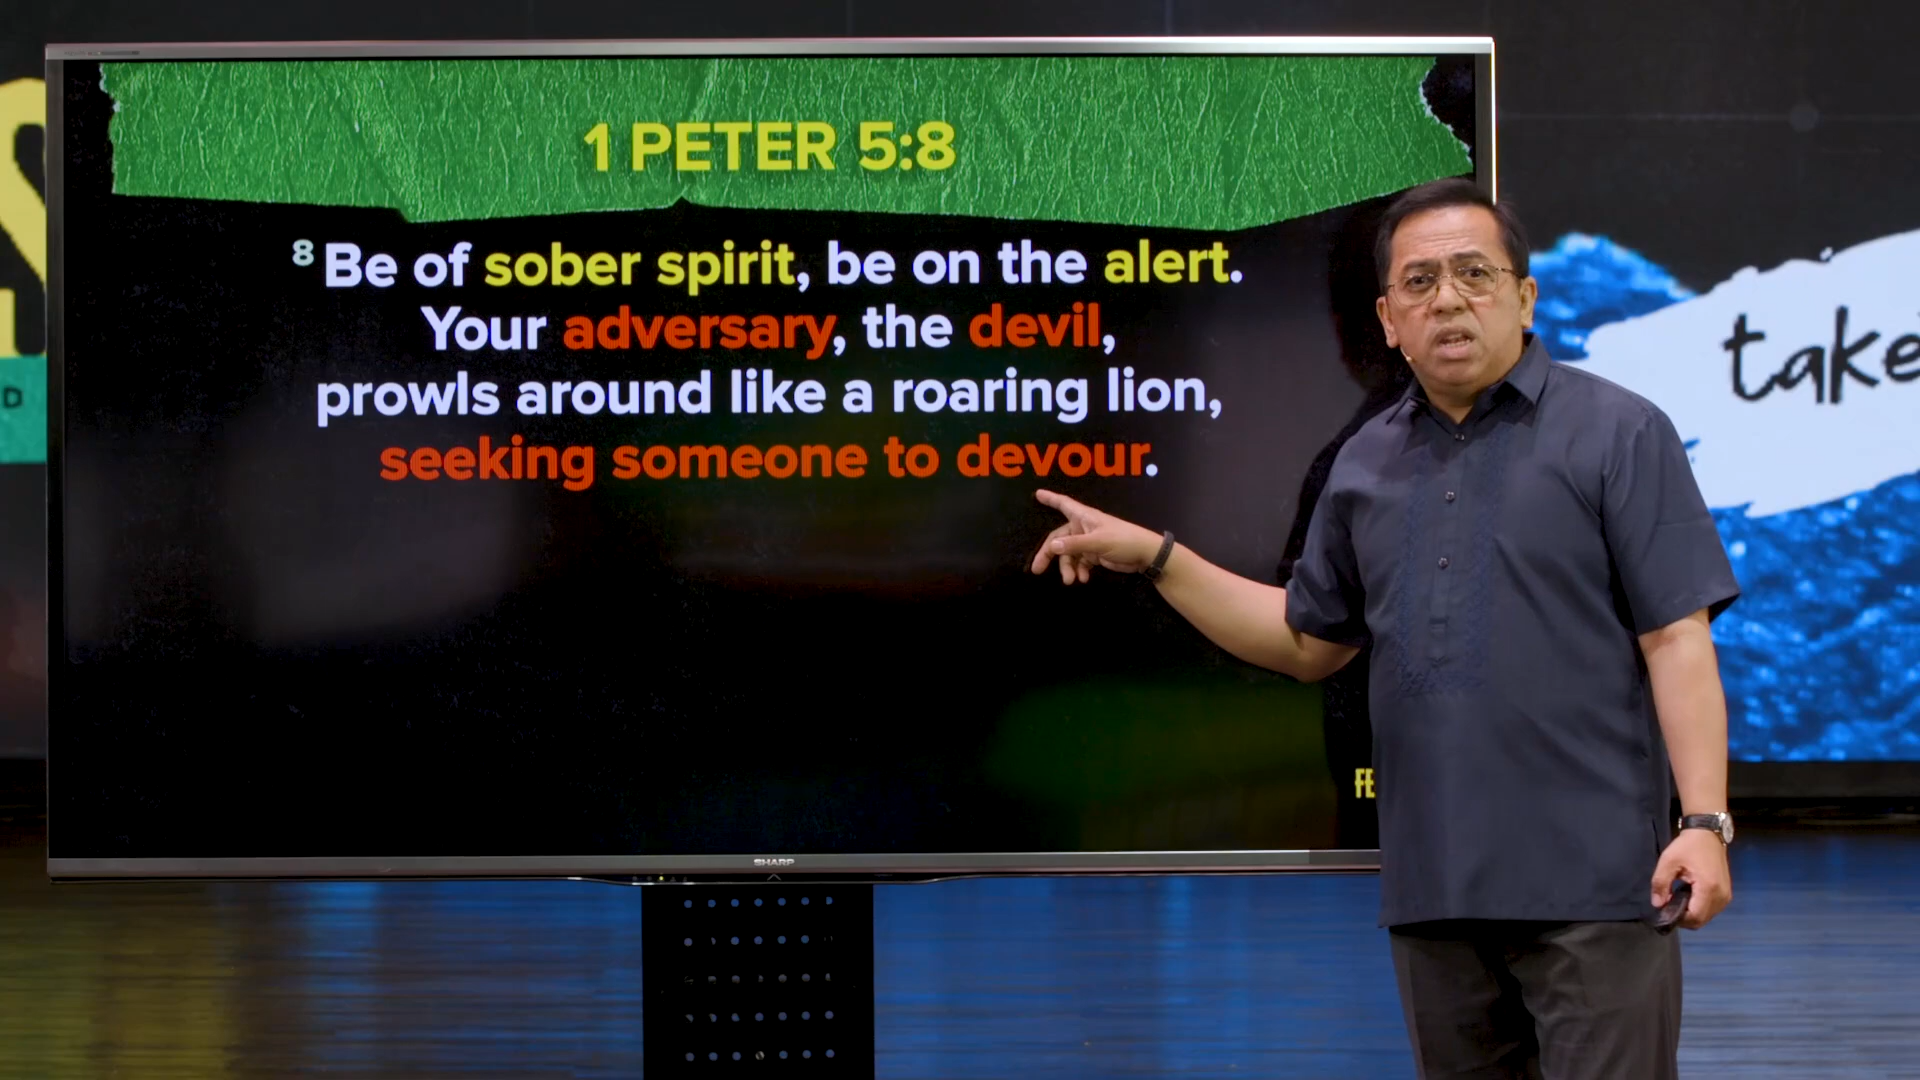 1 PETER 5:8
8 Be of sober spirit, be on the alert.
Your adversary, the devil,
prowls around like a roaring lion,
seeking someone to devour.
take
SHARP